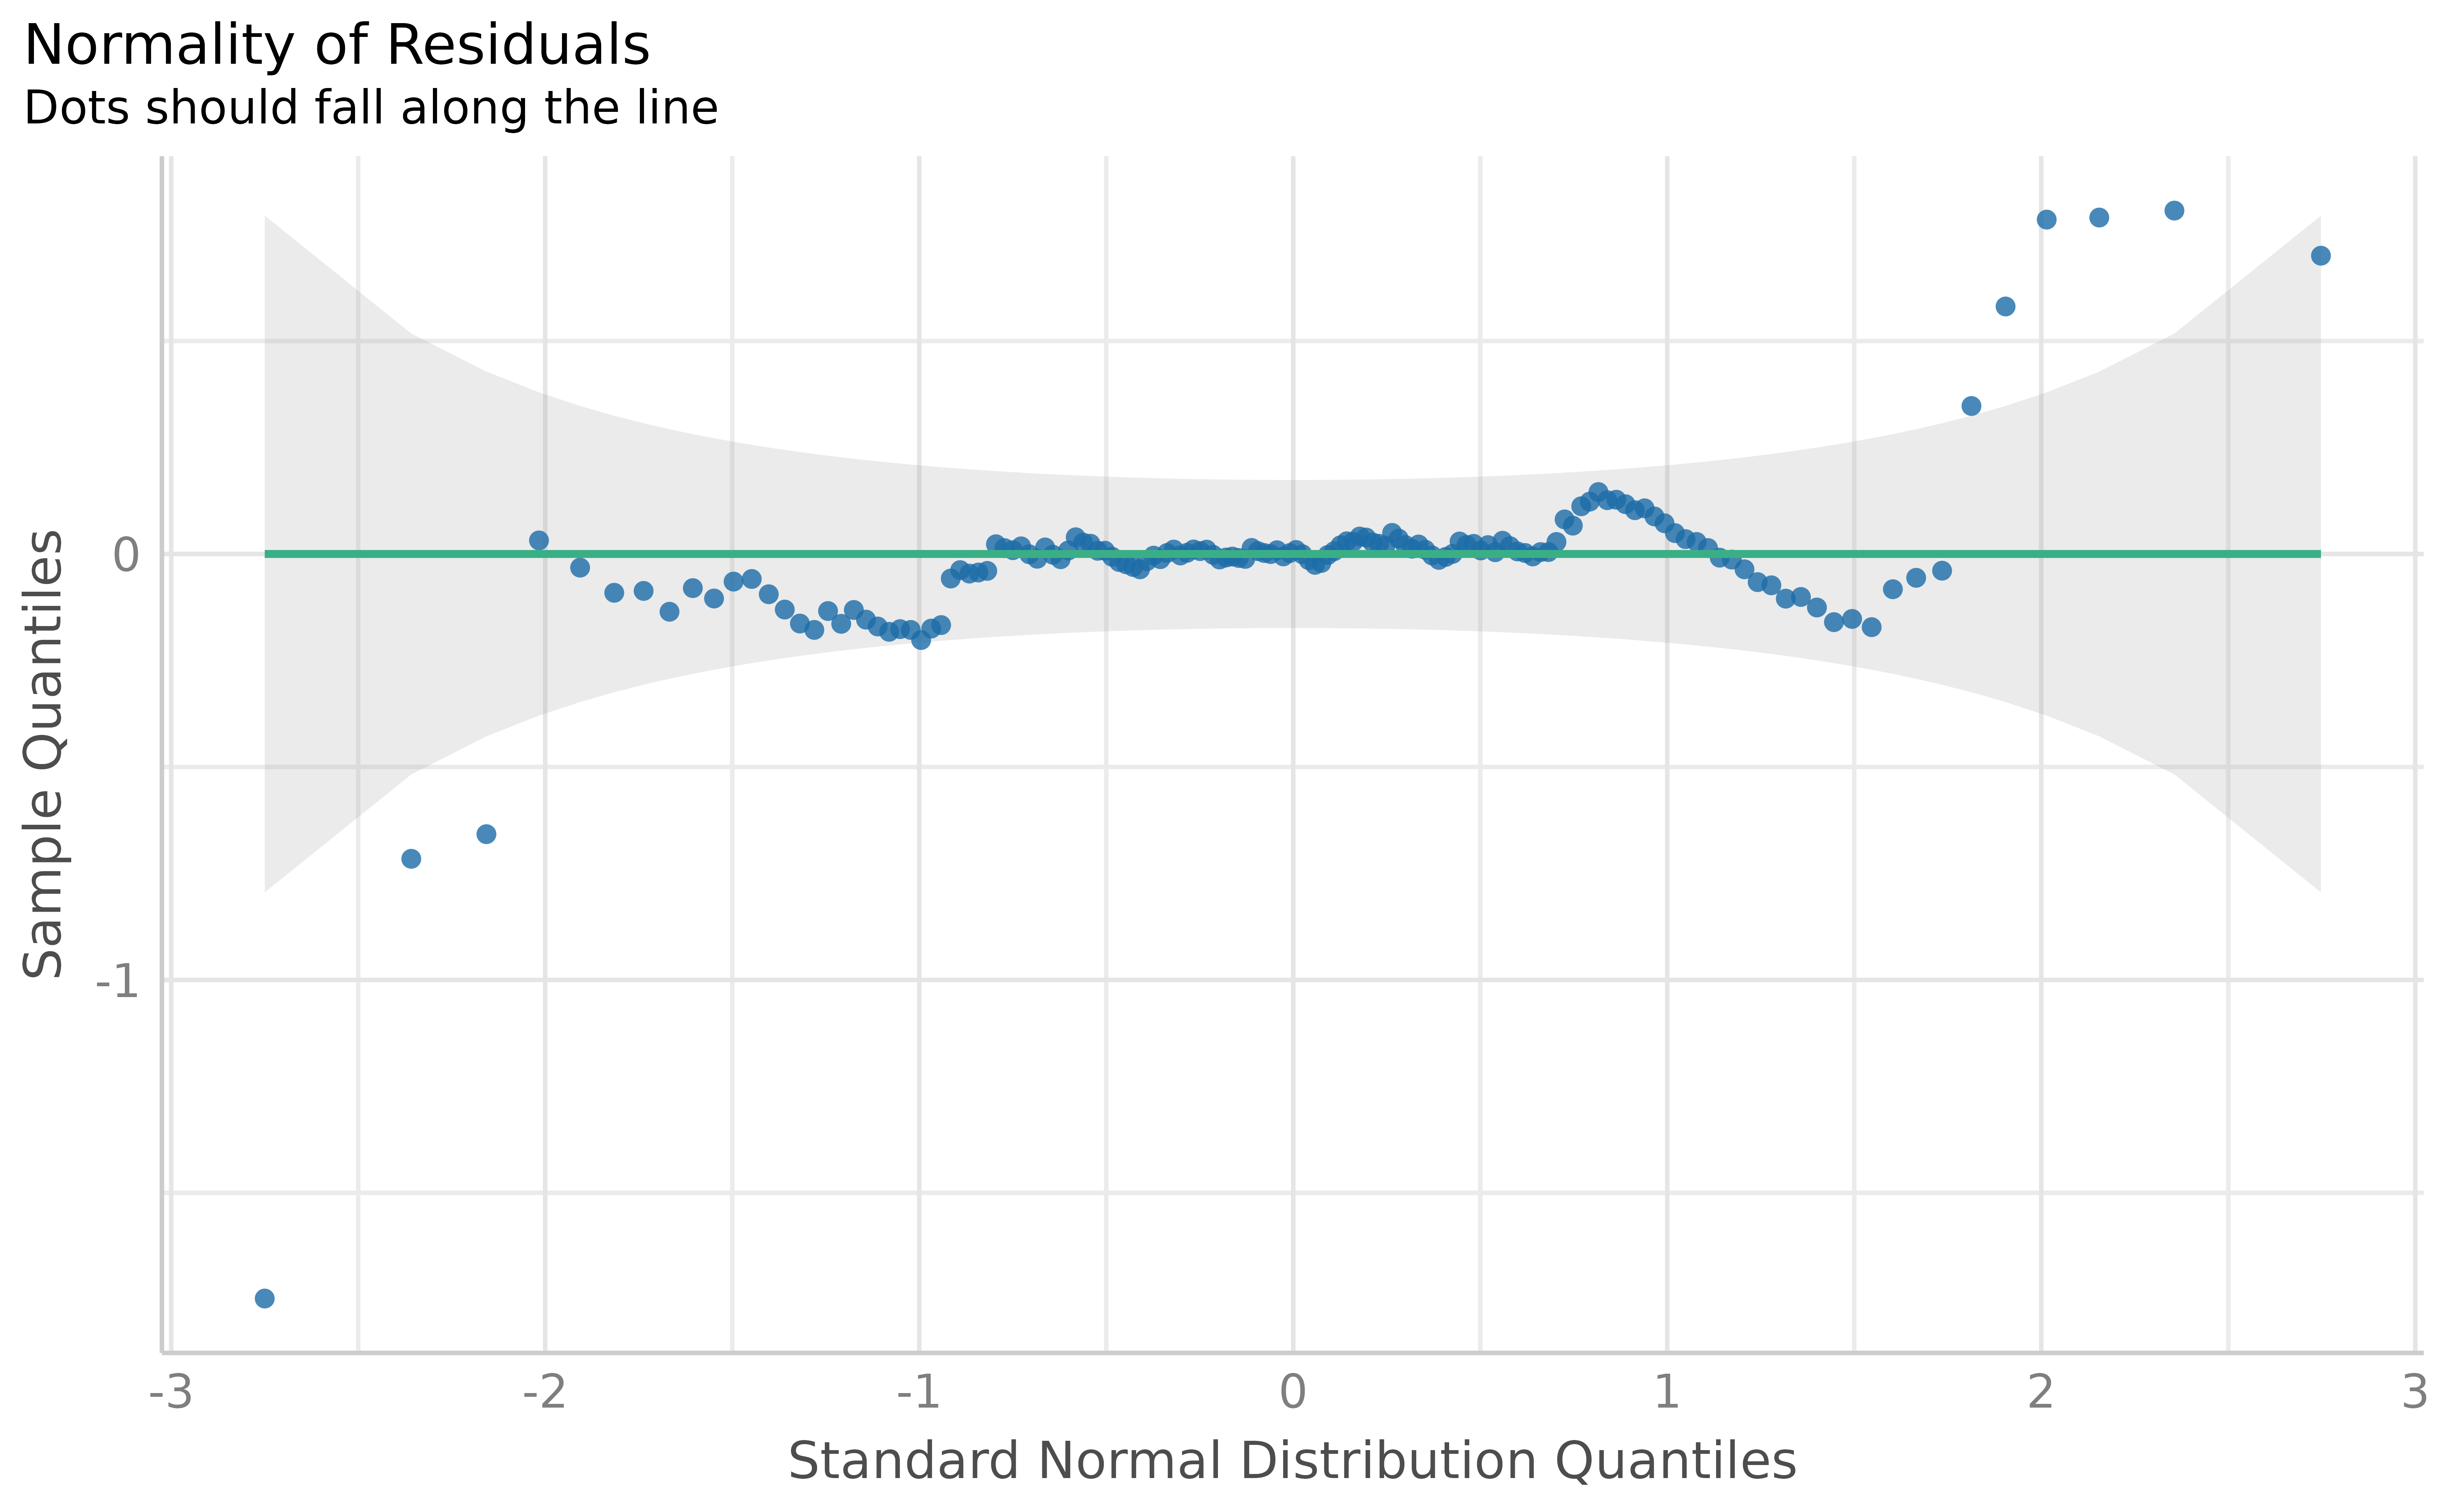 Normality of Residuals
Dots should fall along the line
Sample Quantiles
0
-1
-3
-2
-1
0
1
2
3
Standard Normal Distribution Quantiles